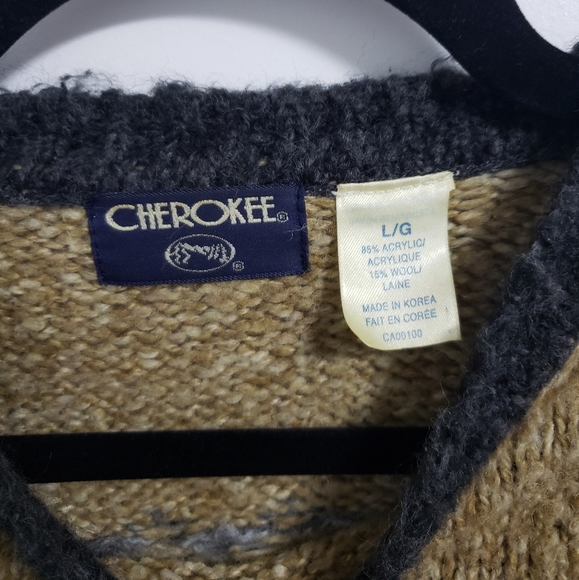 CHEROKEE®
®
L/G
85% ACRYLIC/
ACRYLIQUE
15% WOOL/
LAINE
MADE IN KOREA
FAIT EN CORÉE
CA00100